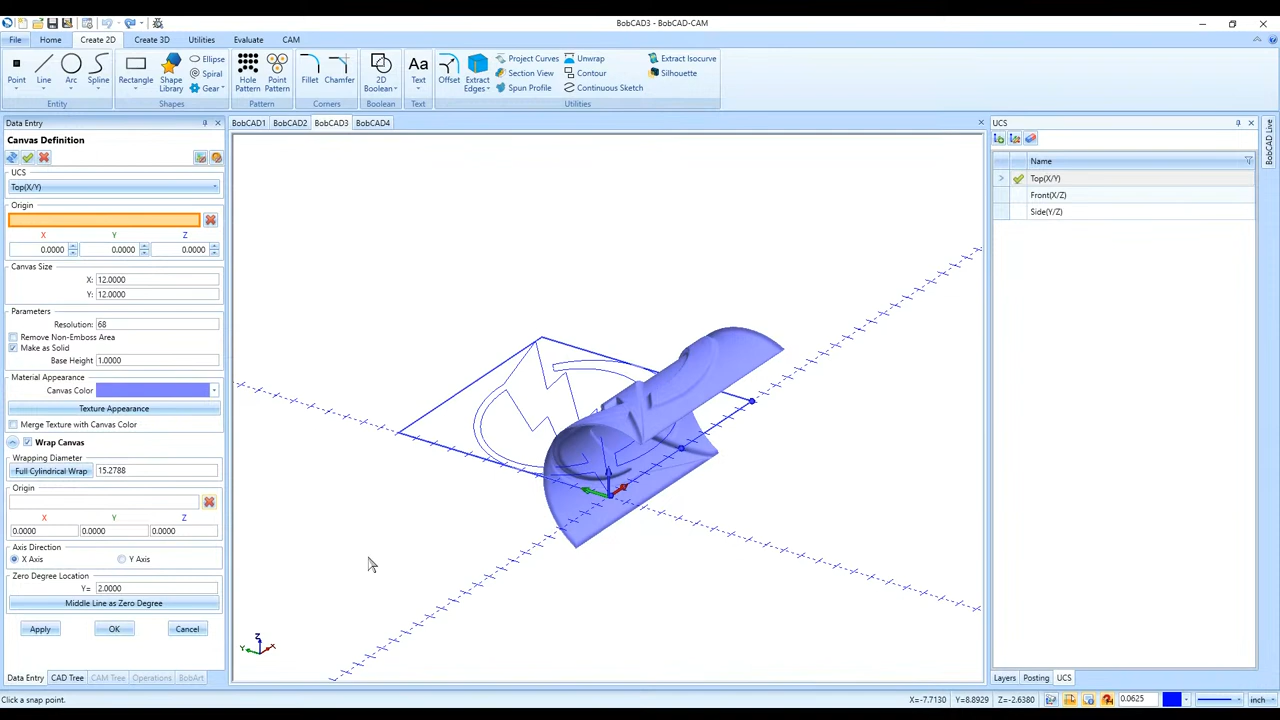 BobCAD3 - BobCAD-CAM
File Home Create 2D Create 3D Utilities Evaluate CAM
Point Line Arc Spline
Entity
Rectangle Shape Library Ellipse Spiral Gear
Shapes
Hole Pattern Point Pattern
Pattern
Fillet Chamfer
Corners
2D Boolean
Boolean
Text
Text
Offset Extract Edges Project Curves Section View Spun Profile Unwrap Contour Continuous Sketch Extract Isocurve Silhouette
Utilities
Data Entry
BobCAD1 BobCAD2 BobCAD3 BobCAD4
UCS
BobCAD Live
Canvas Definition
UCS
Top(X/Y)
Origin
X Y Z
0.0000 0.0000 0.0000
Canvas Size
X: 12.0000
Y: 12.0000
Parameters
Resolution: 68
Remove Non-Emboss Area
Make as Solid
Base Height 1.0000
Material Appearance
Canvas Color
Texture Appearance
Merge Texture with Canvas Color
Wrap Canvas
Wrapping Diameter
Full Cylindrical Wrap 15.2788
Origin
X Y Z
0.0000 0.0000 0.0000
Axis Direction
X Axis Y Axis
Zero Degree Location
Y= 2.0000
Middle Line as Zero Degree
Apply OK Cancel
Data Entry CAD Tree CAM Tree Operations BobArt
Z
Y X
Name
> Top(X/Y)
Front(X/Z)
Side(Y/Z)
Layers Posting UCS
Click a snap point.
X=-7.7130 Y=8.8929 Z=-2.6380 0.0625 inch